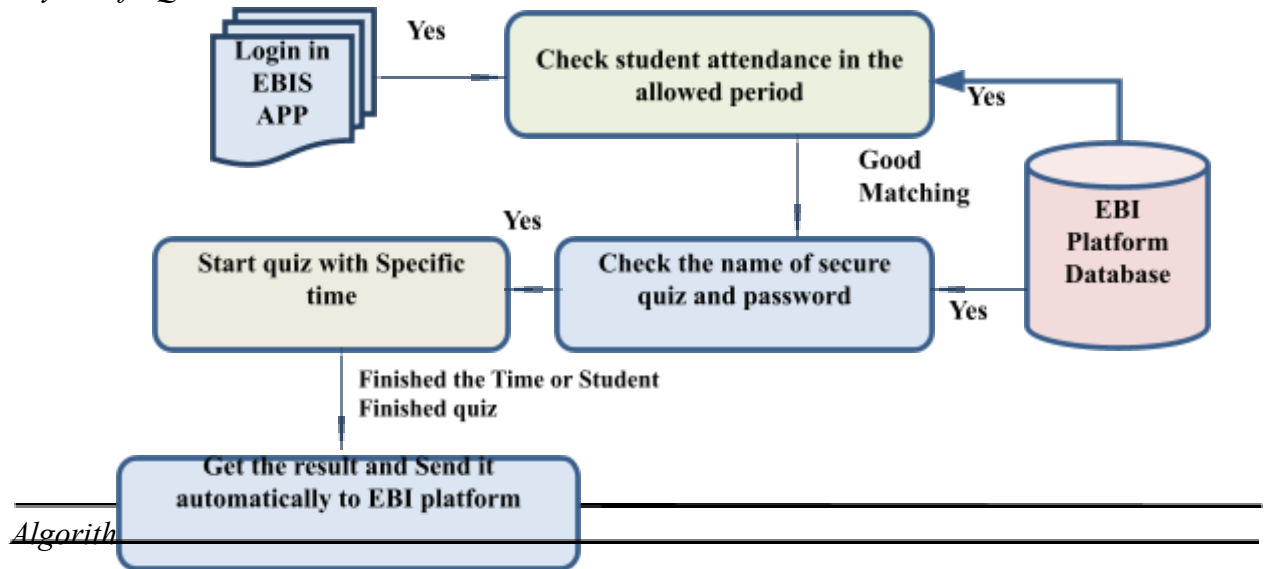 Login in
EBIS
APP
Yes
Check student attendance in the
allowed period
Yes
Good
Matching
EBI
Platform
Database
Yes
Start quiz with Specific
time
Check the name of secure
quiz and password
Yes
Finished the Time or Student
Finished quiz
Get the result and Send it
automatically to EBI platform
Algorith